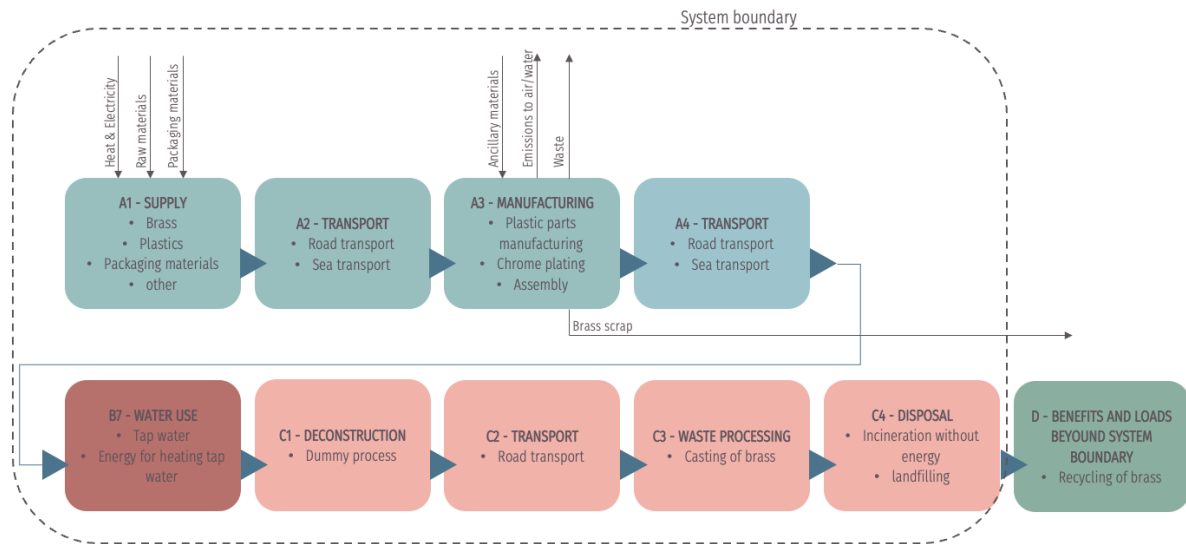 System boundary
Heat & Electricity
Raw materials
Packaging materials
Ancillary materials
Emissions to air/water
Waste
A1 - SUPPLY
• Brass
• Plastics
• Packaging materials
• other
A2 - TRANSPORT
• Road transport
• Sea transport
A3 - MANUFACTURING
• Plastic parts
manufacturing
• Chrome plating
• Assembly
A4 - TRANSPORT
• Road transport
• Sea transport
Brass scrap
B7 - WATER USE
• Tap water
• Energy for heating tap
water
C1 - DECONSTRUCTION
• Dummy process
C2 - TRANSPORT
• Road transport
C3 - WASTE PROCESSING
• Casting of brass
C4 - DISPOSAL
• Incineration without
energy
• landfilling
D - BENEFITS AND LOADS
BEYOUND SYSTEM
BOUNDARY
• Recycling of brass